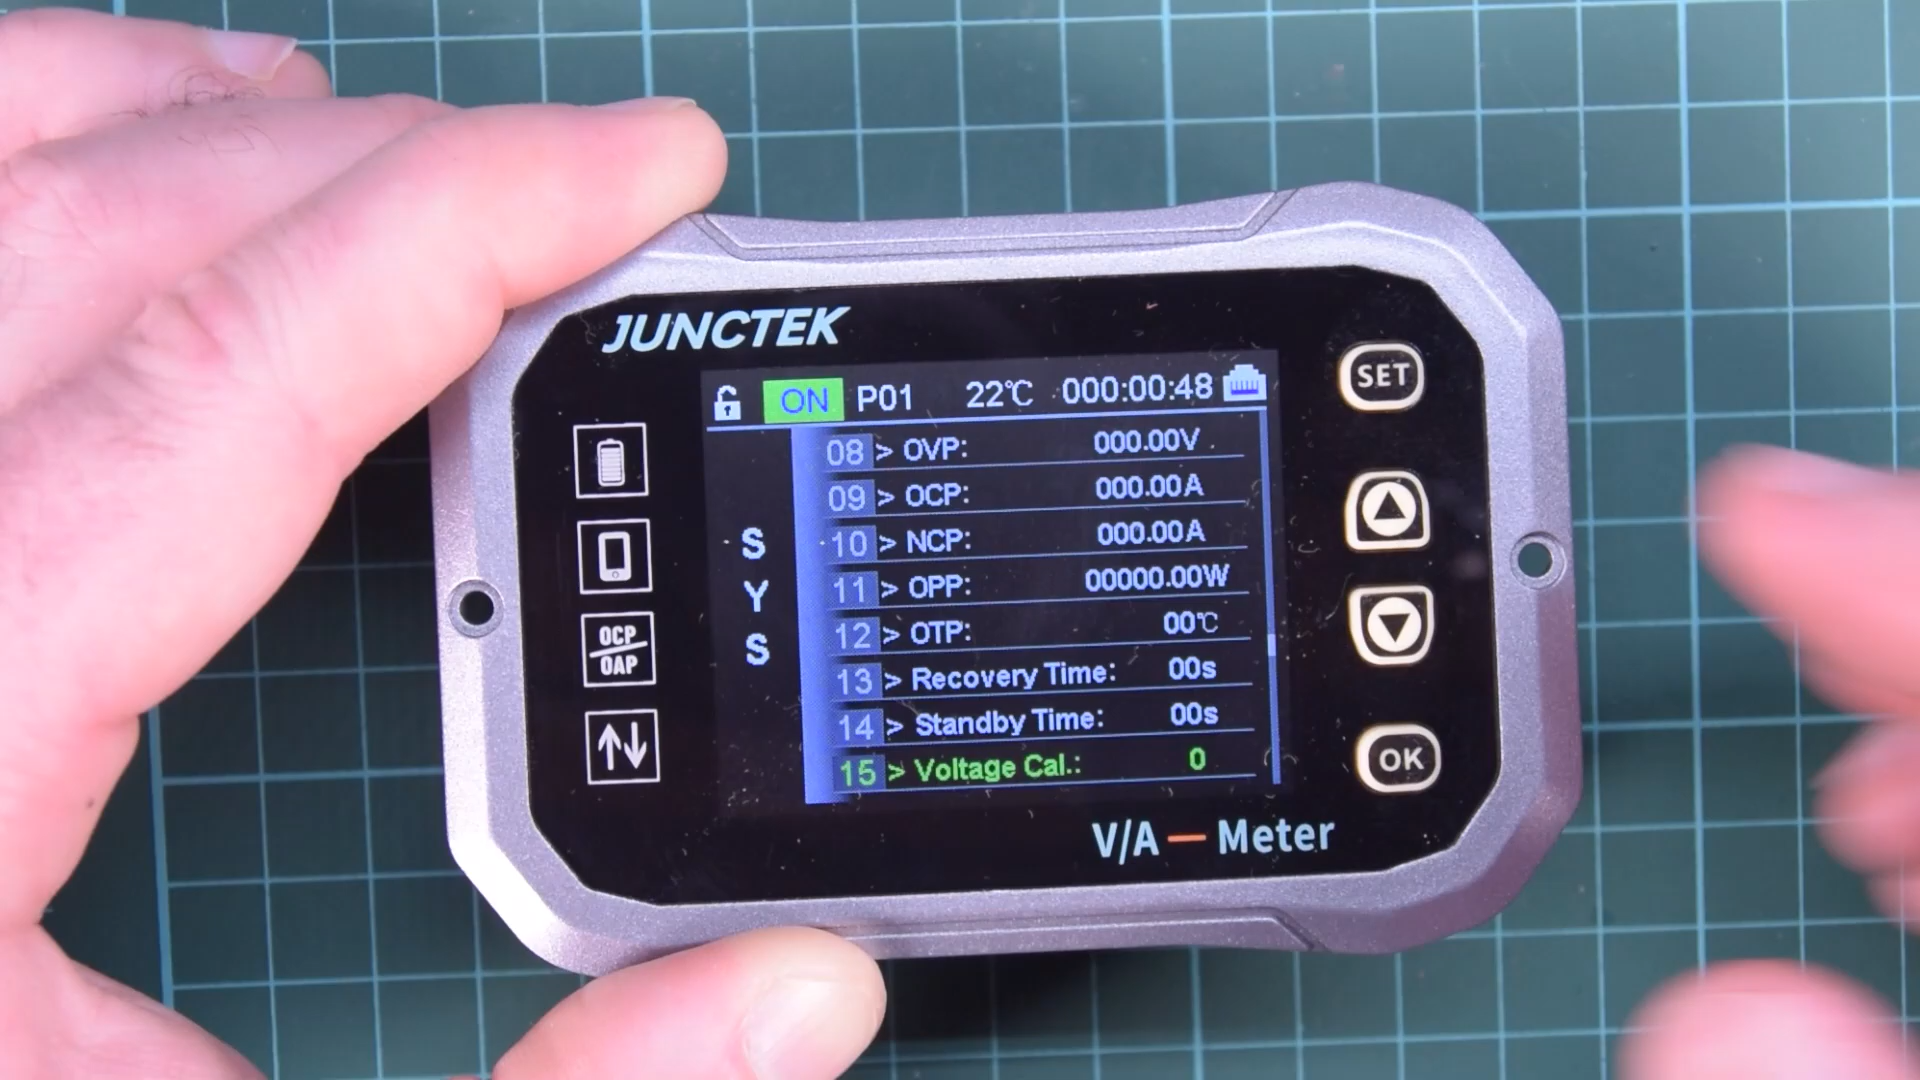 JUNCTEK
ON P01 22℃ 000:00:48
SET
08 > OVP: 000.00V
09 > OCP: 000.00A
10 > NCP: 000.00A
11 > OPP: 00000.00W
12 > OTP: 00℃
13 > Recovery Time: 00s
14 > Standby Time: 00s
15 > Voltage Cal.: 0
SYS
OCP
OAP
OK
V/A — Meter